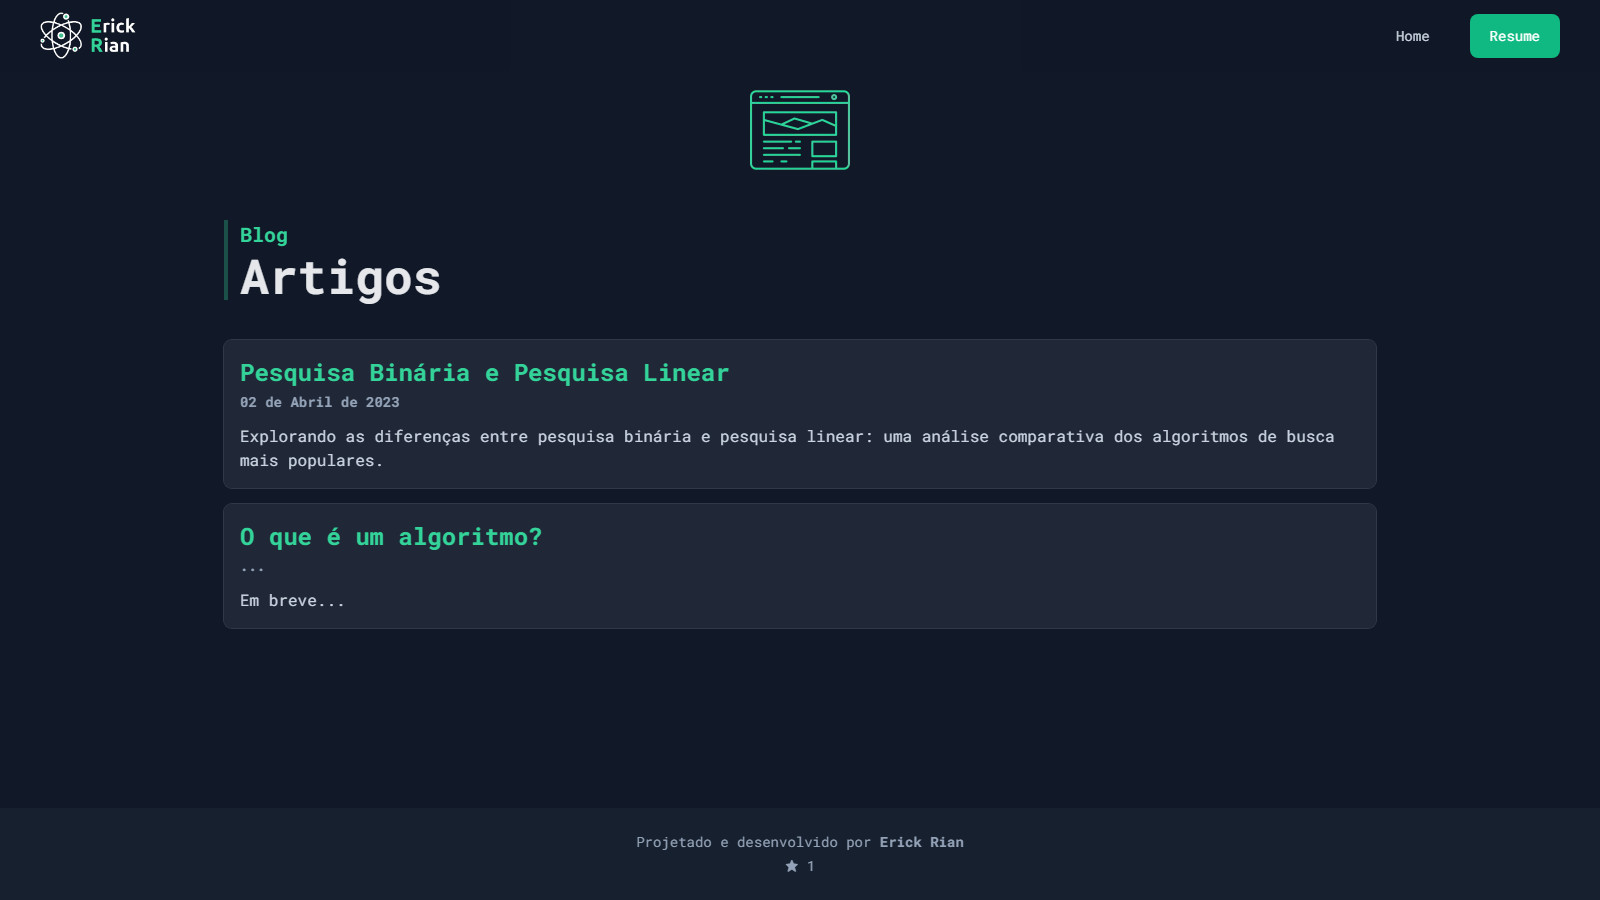 Erick
Rian
Home
Resume
Blog
Artigos
Pesquisa Binária e Pesquisa Linear
02 de Abril de 2023
Explorando as diferenças entre pesquisa binária e pesquisa linear: uma análise comparativa dos algoritmos de busca
mais populares.
O que é um algoritmo?
...
Em breve...
Projetado e desenvolvido por Erick Rian
1